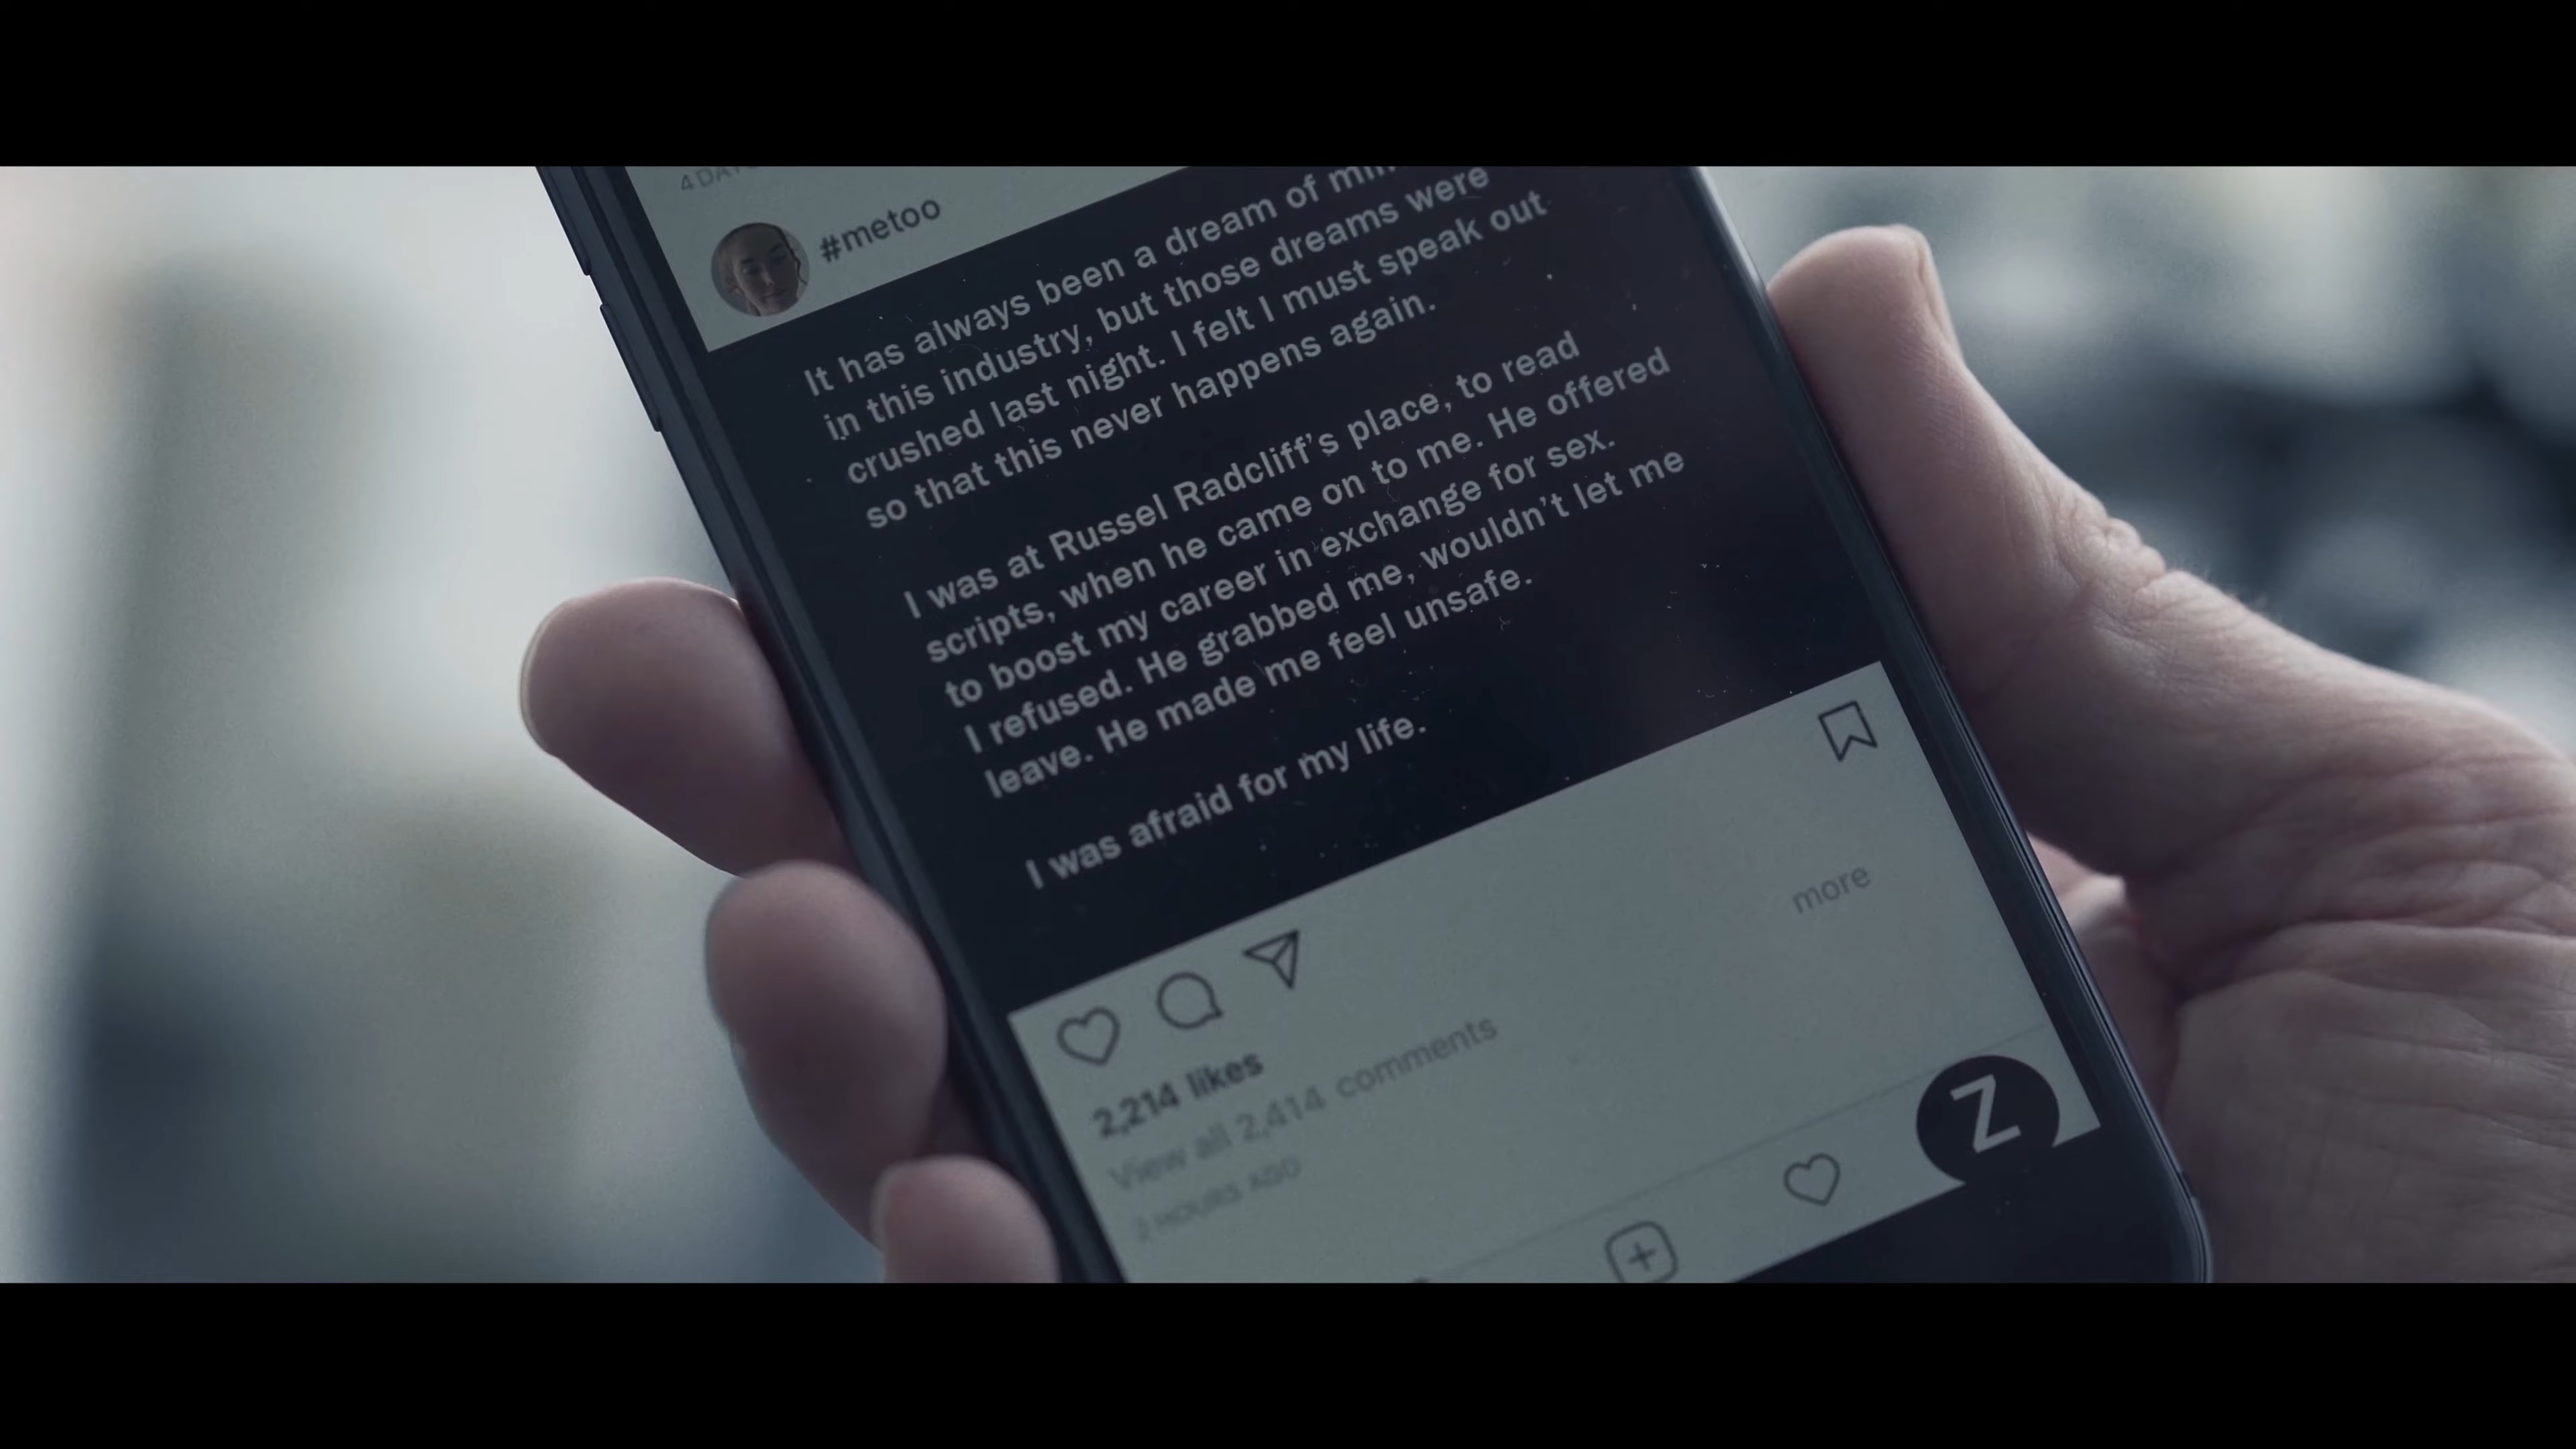 #metoo
It has always been a dream of
in this industry, but those dreams were
crushed last night. I felt I must speak out
so that this never happens again.
I was at Russel Radcliff's place, to read
scripts, when he came on to me. He offered
to boost my career in exchange for sex.
I refused. He grabbed me, wouldn't let me
leave. He made me feel unsafe.
I was afraid for my life.
more
2,214 likes
View all 2,414 comments
2 HOURS AGO
Z